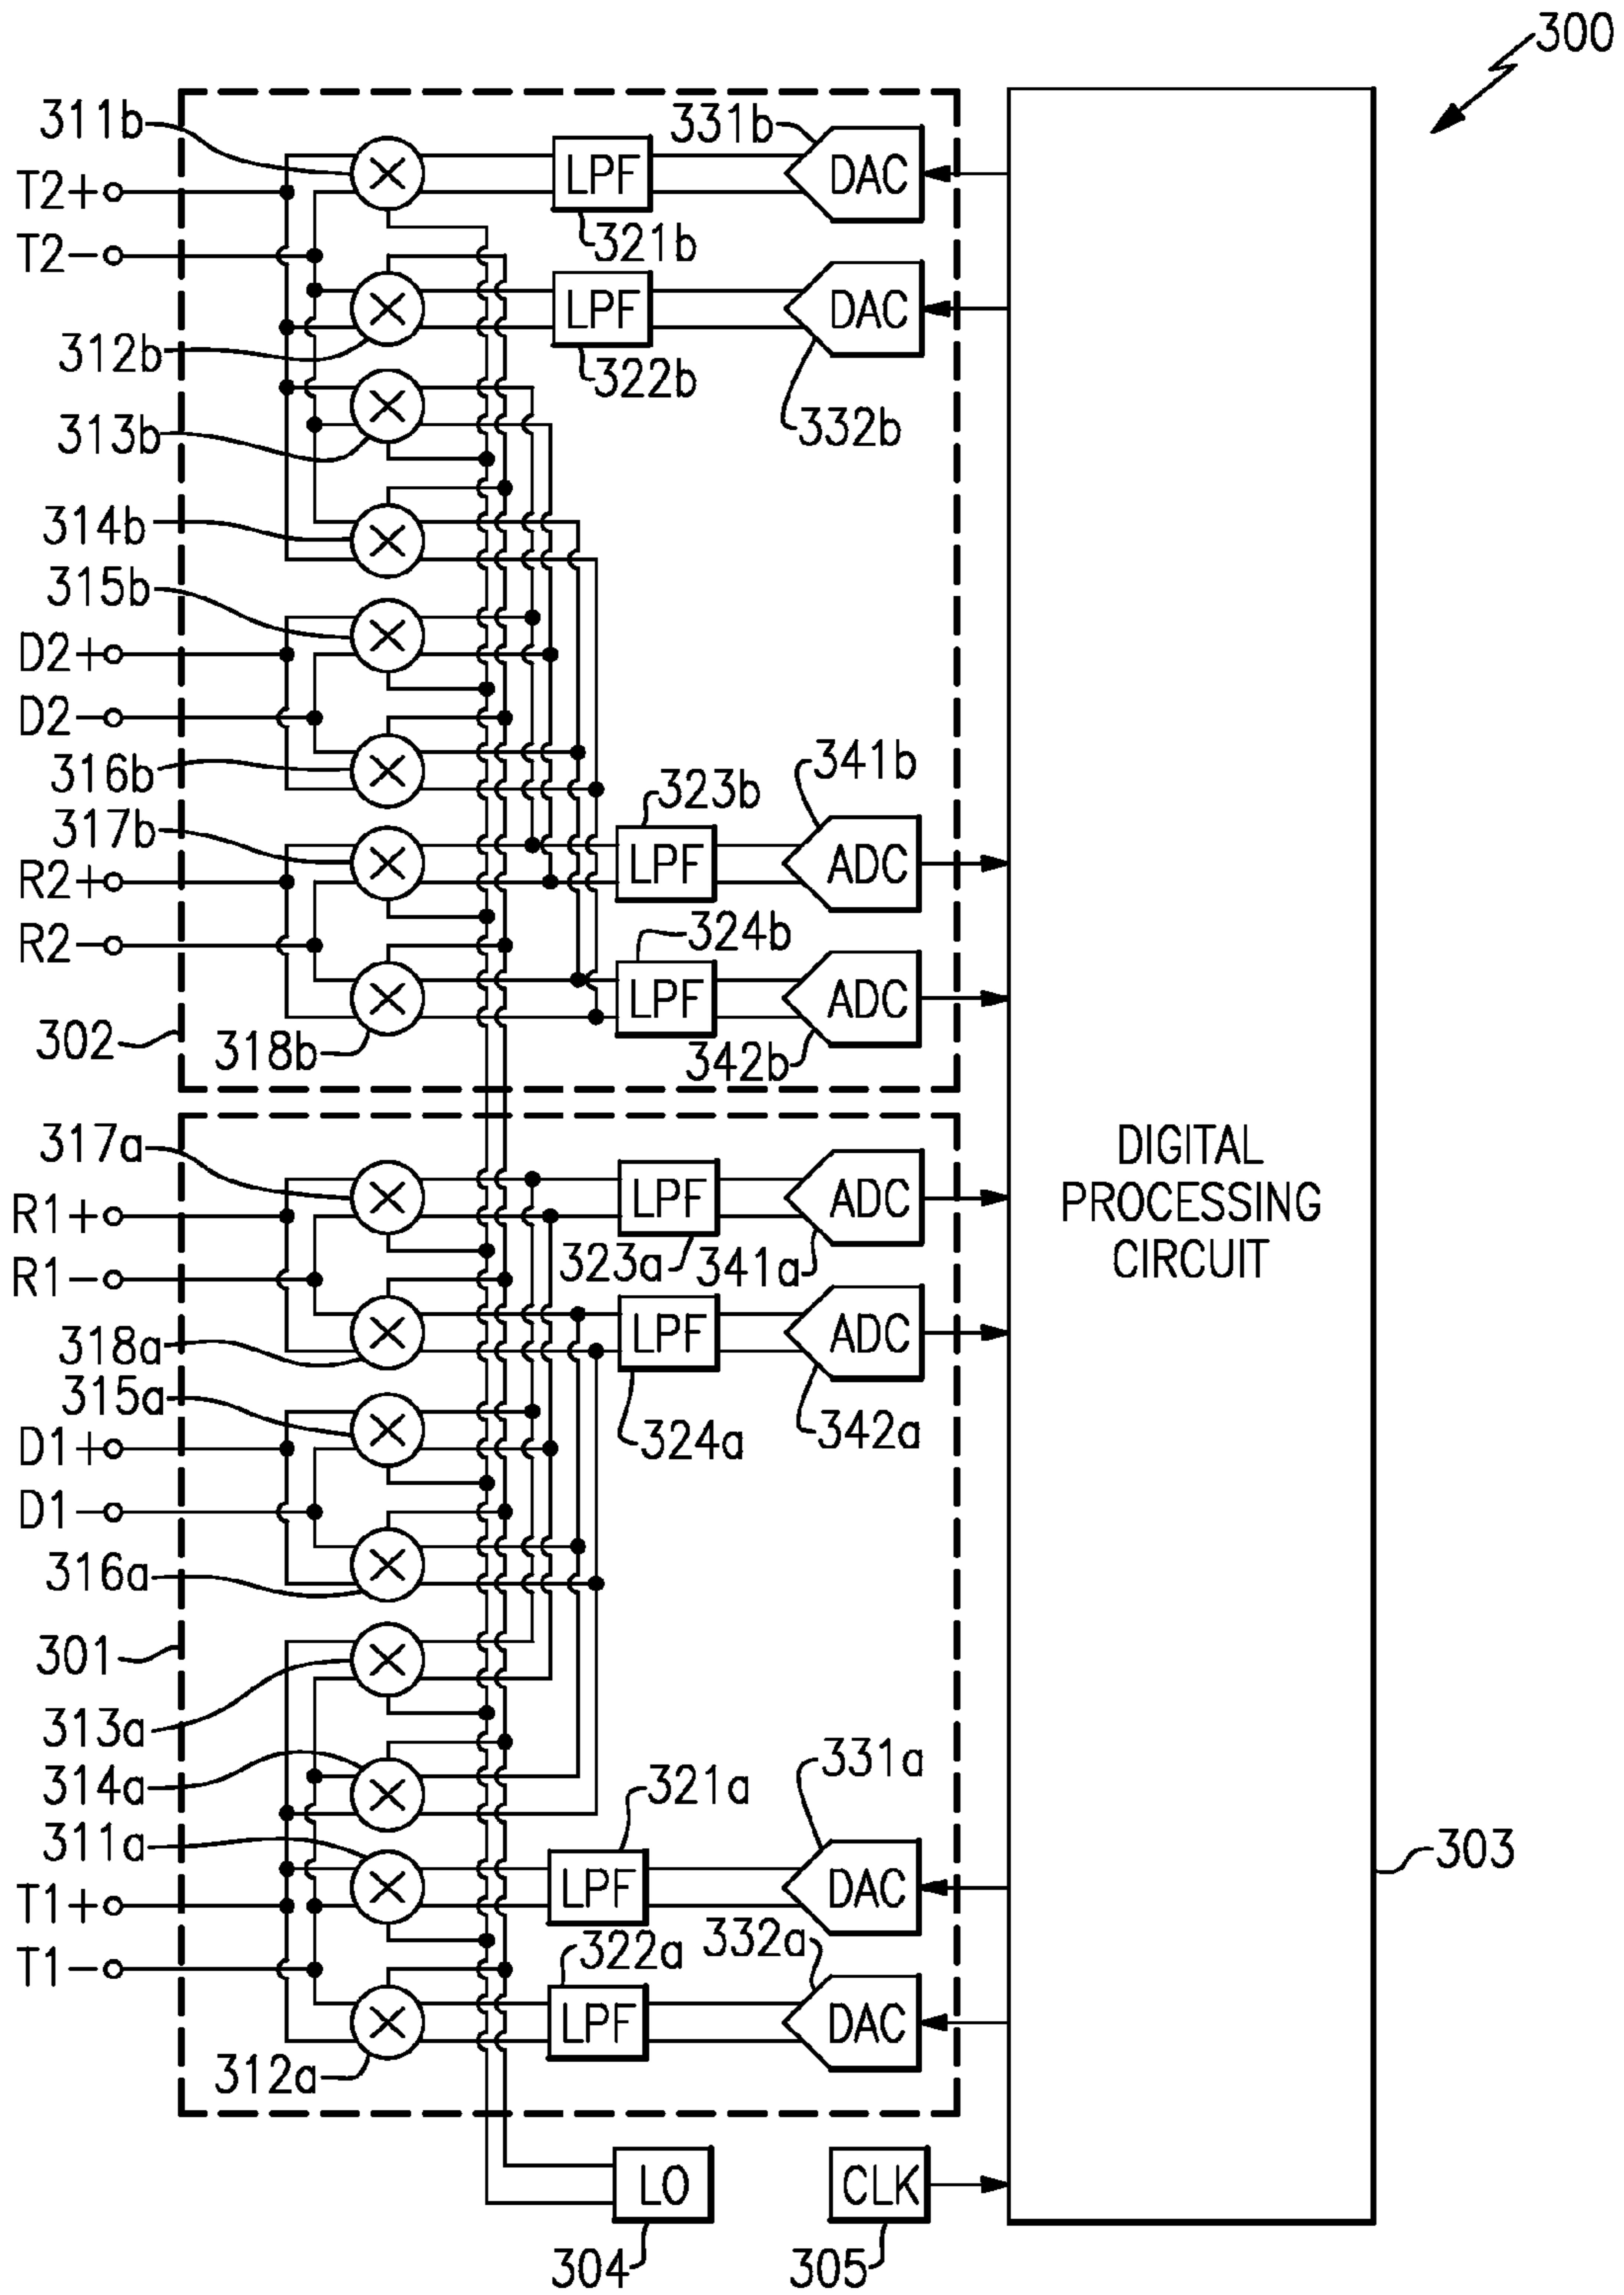 300
311b
331b
T2+
LPF
DAC
321b
T2-
LPF
DAC
312b
322b
332b
313b
314b
315b
D2+
D2-
316b
341b
323b
317b
LPF
ADC
R2+
324b
R2-
LPF
ADC
302
318b
342b
317a
R1+
LPF
ADC
DIGITAL
PROCESSING
CIRCUIT
323a
341a
R1-
LPF
ADC
318a
315a
324a
342a
D1+
D1-
316a
301
313a
331a
314a
321a
311a
303
T1+
LPF
DAC
322a
332a
T1-
LPF
DAC
312a
LO
CLK
304
305